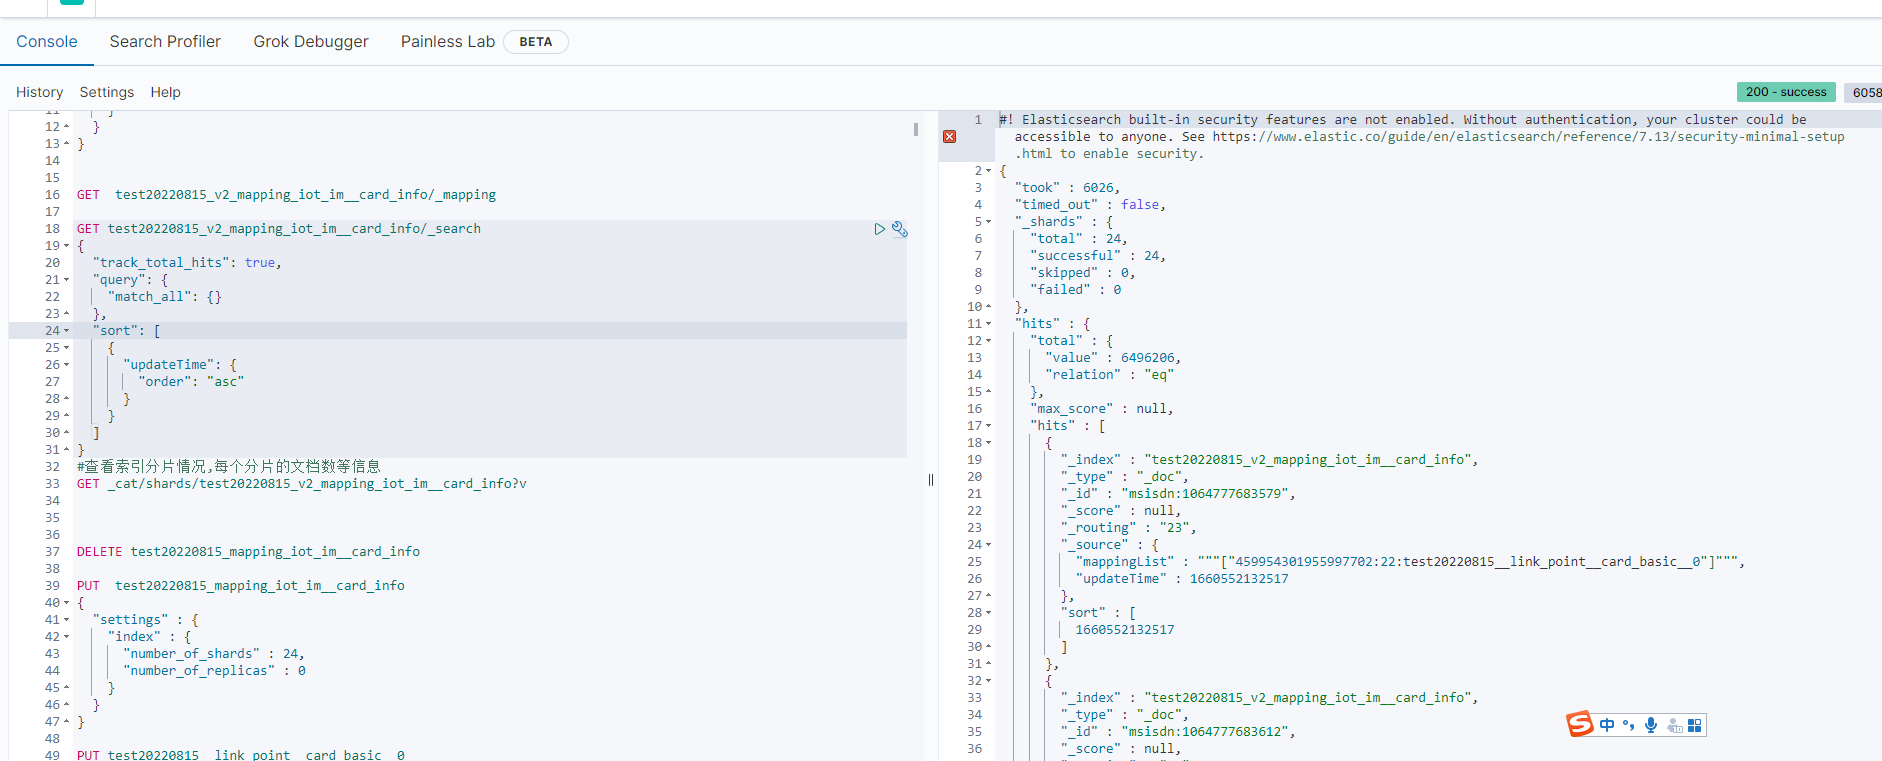 Console Search Profiler Grok Debugger Painless Lab BETA
History Settings Help
200 - success
6058
12 }
13 }
14
15
16 GET  test20220815_v2_mapping_iot_im__card_info/_mapping
17
18 GET test20220815_v2_mapping_iot_im__card_info/_search
19 {
20 "track_total_hits": true,
21 "query": {
22 "match_all": {}
23 },
24 "sort": [
25 {
26 "updateTime": {
27 "order": "asc"
28 }
29 }
30 ]
31 }
32 #查看索引分片情况,每个分片的文档数等信息
33 GET _cat/shards/test20220815_v2_mapping_iot_im__card_info?v
34
35
36
37 DELETE test20220815_mapping_iot_im__card_info
38
39 PUT  test20220815_mapping_iot_im__card_info
40 {
41 "settings" : {
42 "index" : {
43 "number_of_shards" : 24,
44 "number_of_replicas" : 0
45 }
46 }
47 }
48
49 PUT test20220815__link_point__card_basic__0
1 #! Elasticsearch built-in security features are not enabled. Without authentication, your cluster could be
accessible to anyone. See https://www.elastic.co/guide/en/elasticsearch/reference/7.13/security-minimal-setup
.html to enable security.
2 {
3 "took" : 6026,
4 "timed_out" : false,
5 "_shards" : {
6 "total" : 24,
7 "successful" : 24,
8 "skipped" : 0,
9 "failed" : 0
10 },
11 "hits" : {
12 "total" : {
13 "value" : 6496206,
14 "relation" : "eq"
15 },
16 "max_score" : null,
17 "hits" : [
18 {
19 "_index" : "test20220815_v2_mapping_iot_im__card_info",
20 "_type" : "_doc",
21 "_id" : "msisdn:1064777683579",
22 "_score" : null,
23 "_routing" : "23",
24 "_source" : {
25 "mappingList" : """["459954301955997702:22:test20220815__link_point__card_basic__0"]""",
26 "updateTime" : 1660552132517
27 },
28 "sort" : [
29 1660552132517
30 ]
31 },
32 {
33 "_index" : "test20220815_v2_mapping_iot_im__card_info",
34 "_type" : "_doc",
35 "_id" : "msisdn:1064777683612",
36 "_score" : null,
S 中